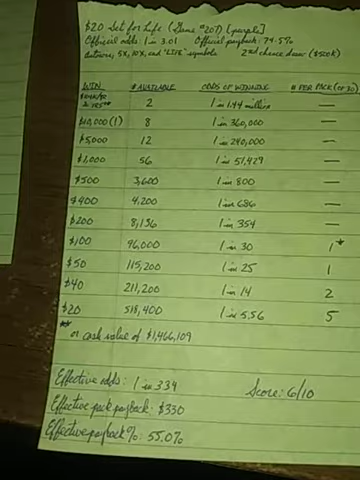 $20 Set for Life (Game #207) [purple]
Official odds: 1 in 3.01 Official payback: 74.5%
Autowin, 5X, 10X, and "LIFE" symbols 2nd chance draw ($500K)
WIN # AVAILABLE ODDS OF WINNING # PER PACK (OF 30)
2 1 in 1.44 million —
$10,000 (1) 8 1 in 360,000 —
$5,000 12 1 in 240,000 —
$1,000 56 1 in 51,429 —
$500 3,600 1 in 800 —
$400 4,200 1 in 686 —
$200 8,136 1 in 354 —
$100 96,000 1 in 30 1*
$50 115,200 1 in 25 1
$40 211,200 1 in 14 2
$20 518,400 1 in 5.56 5
** or cash value of $1,466,109
Effective odds: 1 in 3.34 Score: 6/10
Effective pack payback: $330
Effective payback %: 55.0%